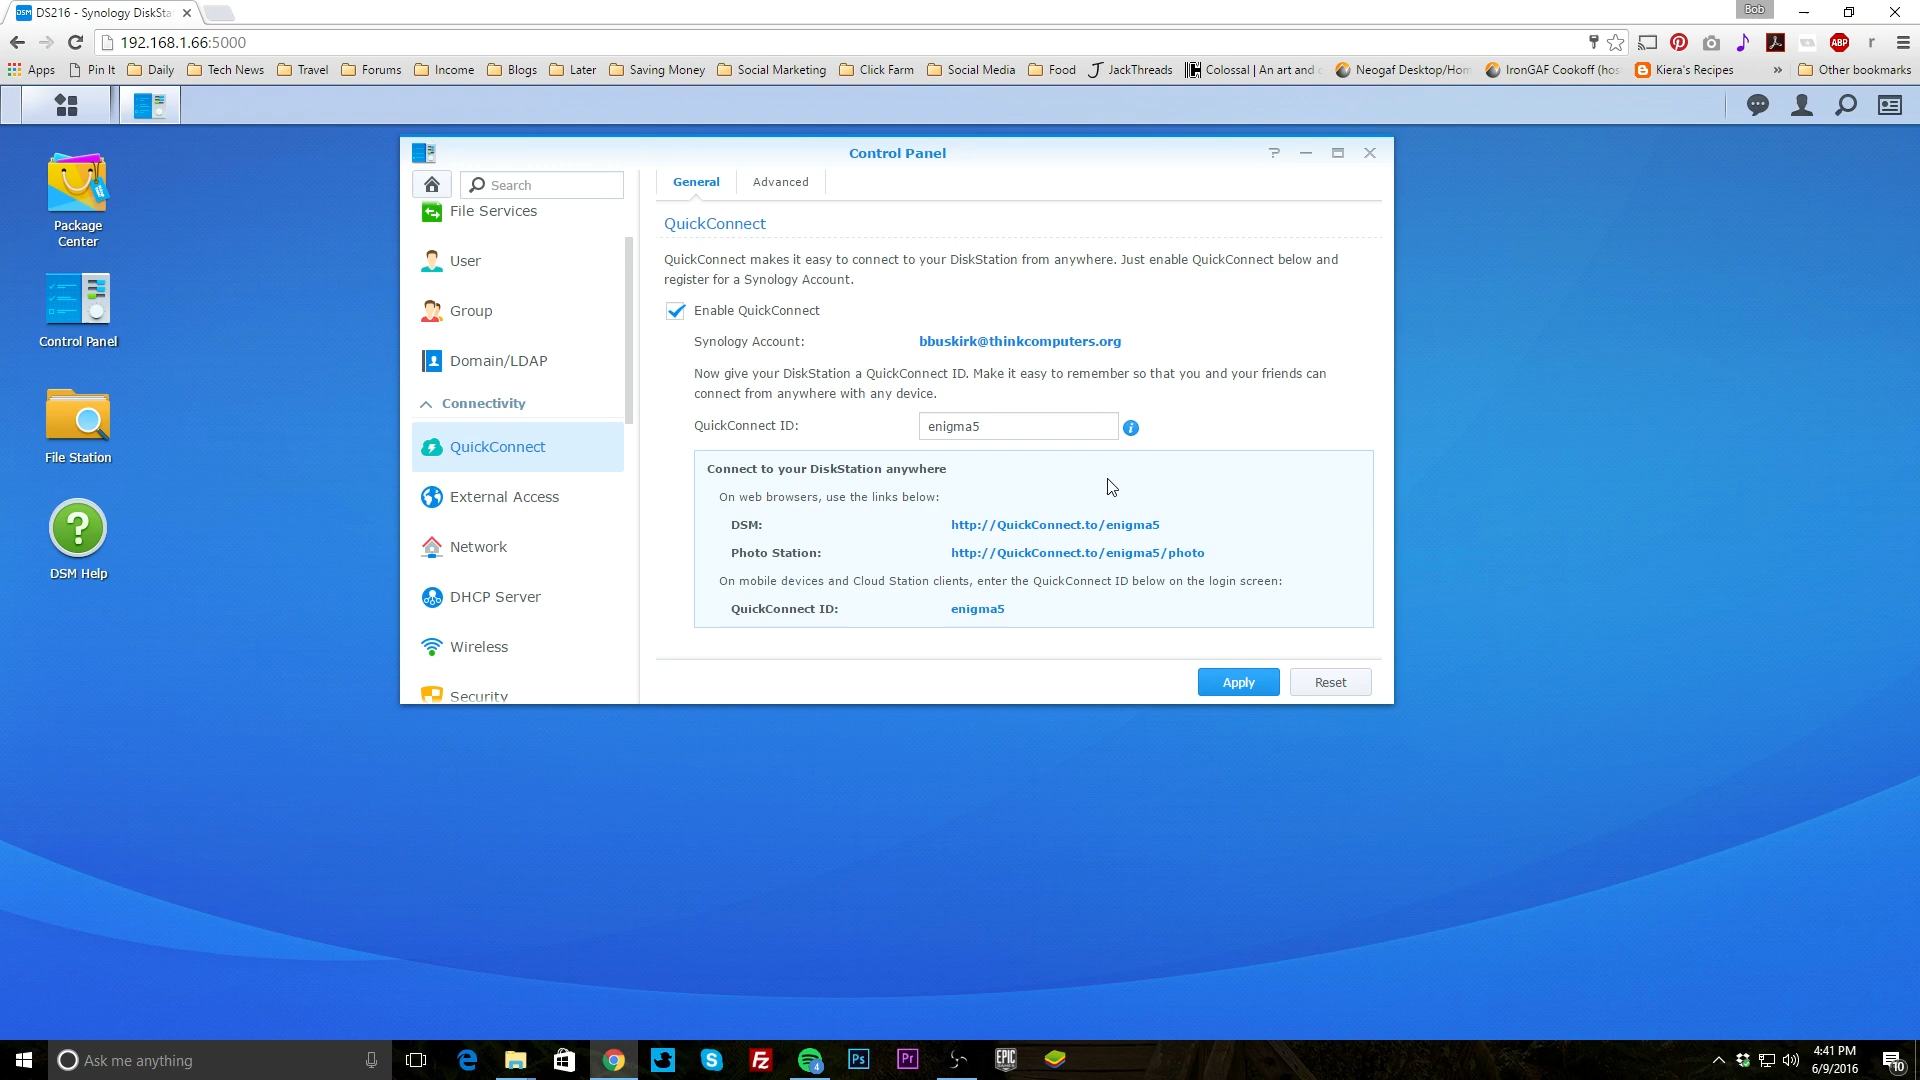 DSM DS216 - Synology DiskSta
Bob
192.168.1.66:5000
ABP
r
Apps
Pin It
Daily
Tech News
Travel
Forums
Income
Blogs
Later
Saving Money
Social Marketing
Click Farm
Social Media
Food
JackThreads
Colossal | An art and
Neogaf Desktop/Hom
IronGAF Cookoff (hos
Kiera's Recipes
»
Other bookmarks
Package
Center
Control Panel
File Station
DSM Help
Control Panel
Search
File Services
User
Group
Domain/LDAP
Connectivity
QuickConnect
External Access
Network
DHCP Server
Wireless
Security
General
Advanced
QuickConnect
QuickConnect makes it easy to connect to your DiskStation from anywhere. Just enable QuickConnect below and
register for a Synology Account.
Enable QuickConnect
Synology Account: bbuskirk@thinkcomputers.org
Now give your DiskStation a QuickConnect ID. Make it easy to remember so that you and your friends can
connect from anywhere with any device.
QuickConnect ID: enigma5
Connect to your DiskStation anywhere
On web browsers, use the links below:
DSM: http://QuickConnect.to/enigma5
Photo Station: http://QuickConnect.to/enigma5/photo
On mobile devices and Cloud Station clients, enter the QuickConnect ID below on the login screen:
QuickConnect ID: enigma5
Apply
Reset
Ask me anything
4
Ps
Pr
EPIC
GAMES
4:41 PM
6/9/2016
10